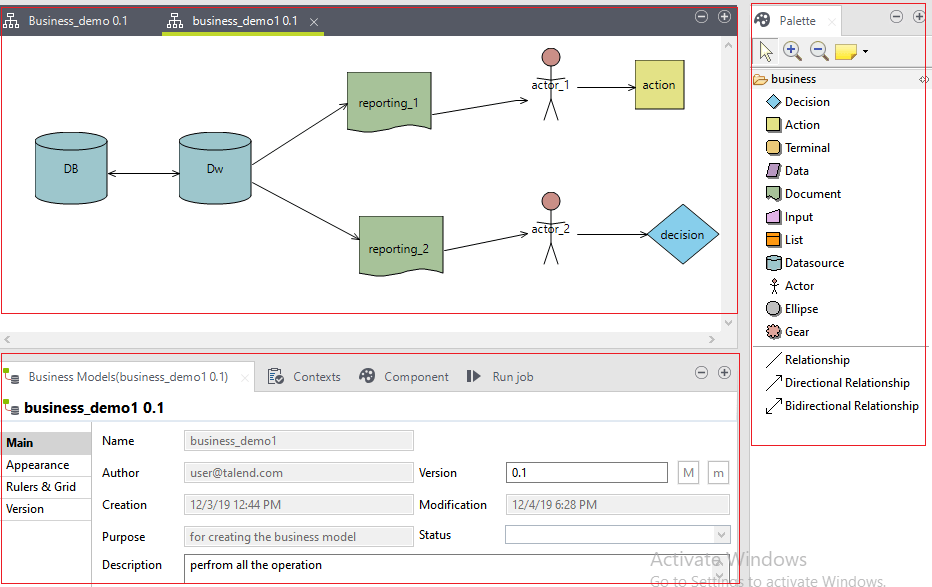 Business_demo 0.1
business_demo1 0.1
Palette
reporting_1
actor_1
action
DB
Dw
reporting_2
actor_2
decision
business
Decision
Action
Terminal
Data
Document
Input
List
Datasource
Actor
Ellipse
Gear
Relationship
Directional Relationship
Bidirectional Relationship
Business Models(business_demo1 0.1)
Contexts
Component
Run job
business_demo1 0.1
Main
Appearance
Rulers & Grid
Version
Name business_demo1
Author user@talend.com Version 0.1 M m
Creation 12/3/19 12:44 PM Modification 12/4/19 6:28 PM
Purpose for creating the business model Status
Description perfrom all the operation
Activate Windows
Go to Settings to activate Windows.